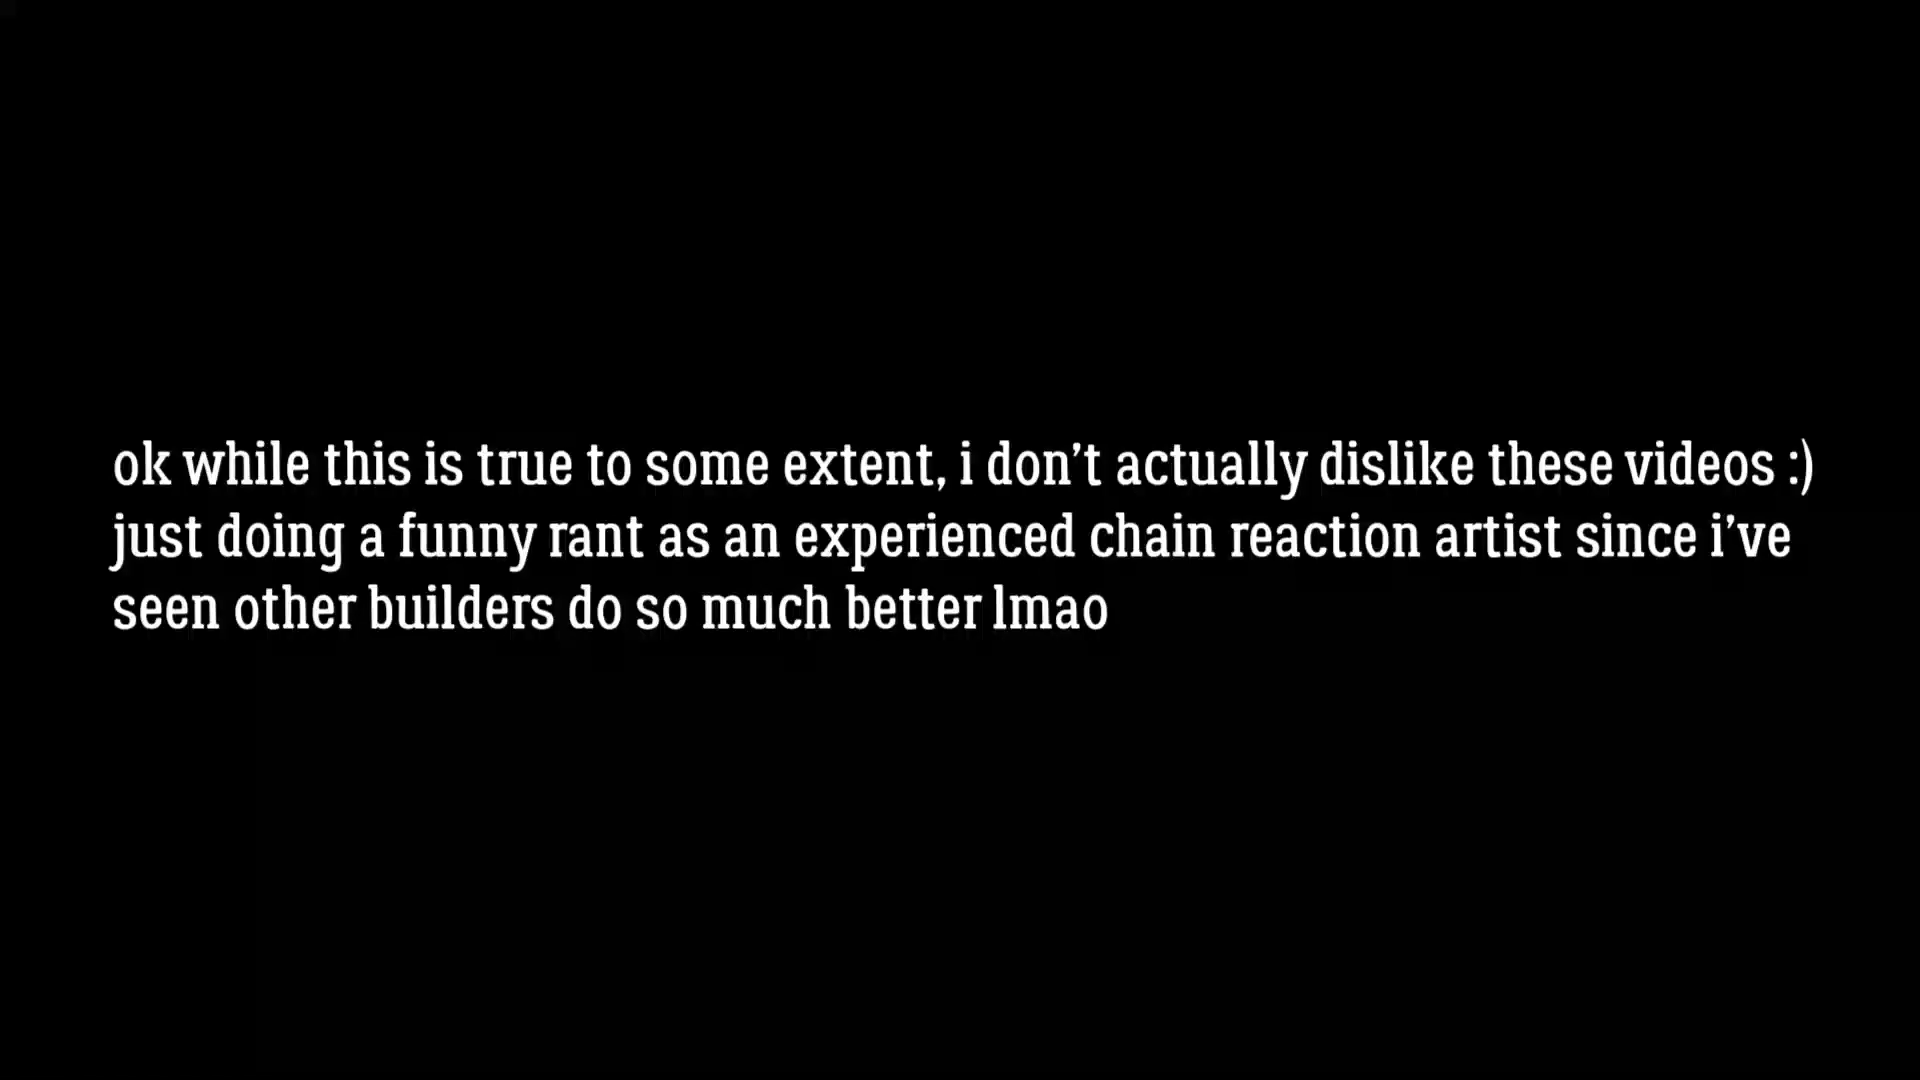 ok while this is true to some extent, i don’t actually dislike these videos :)
just doing a funny rant as an experienced chain reaction artist since i’ve
seen other builders do so much better lmao